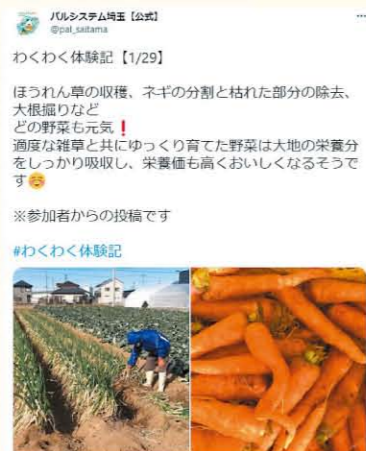 パルシステム埼玉【公式】
@pal_saitama
わくわく体験記【1/29】
ほうれん草の収穫、ネギの分割と枯れた部分の除去、
大根掘りなど
どの野菜も元気❗
適度な雑草と共にゆっくり育てた野菜は大地の栄養分
をしっかり吸収し、栄養価も高くおいしくなるそうで
す😊
※参加者からの投稿です
#わくわく体験記